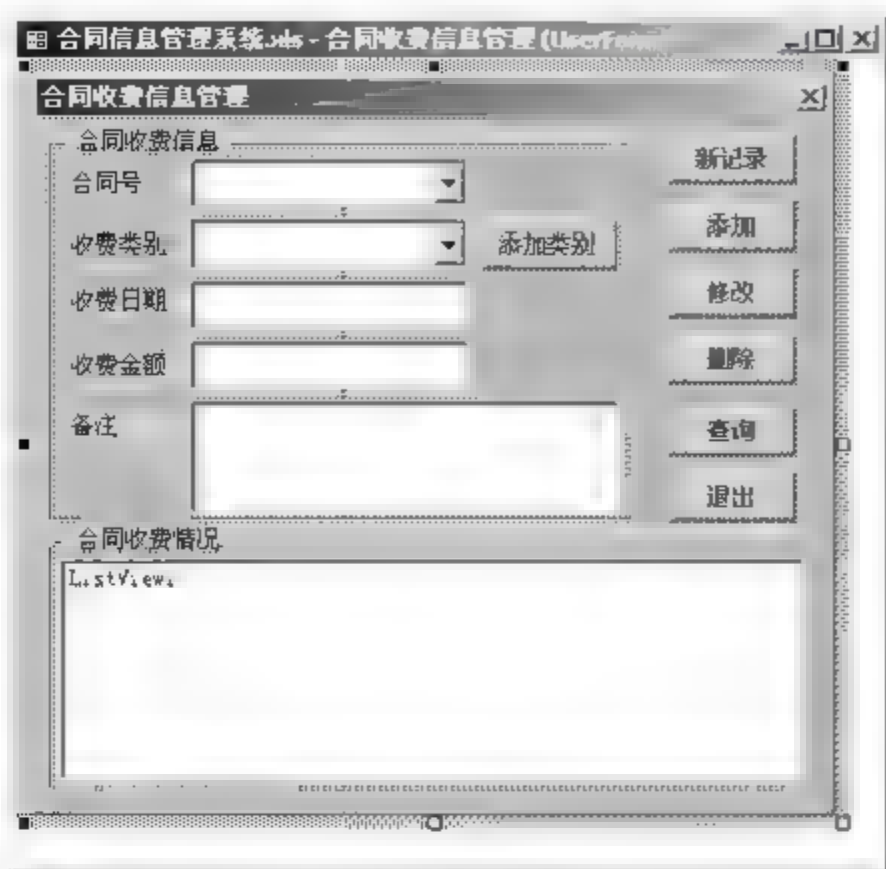 合同信息管理系统.xls - 合同收费信息管理 (UserForm
合同收费信息管理
合同收费信息
合同号
收费类别
添加类别
收费日期
收费金额
备注
新记录
添加
修改
删除
查询
退出
合同收费情况
ListView